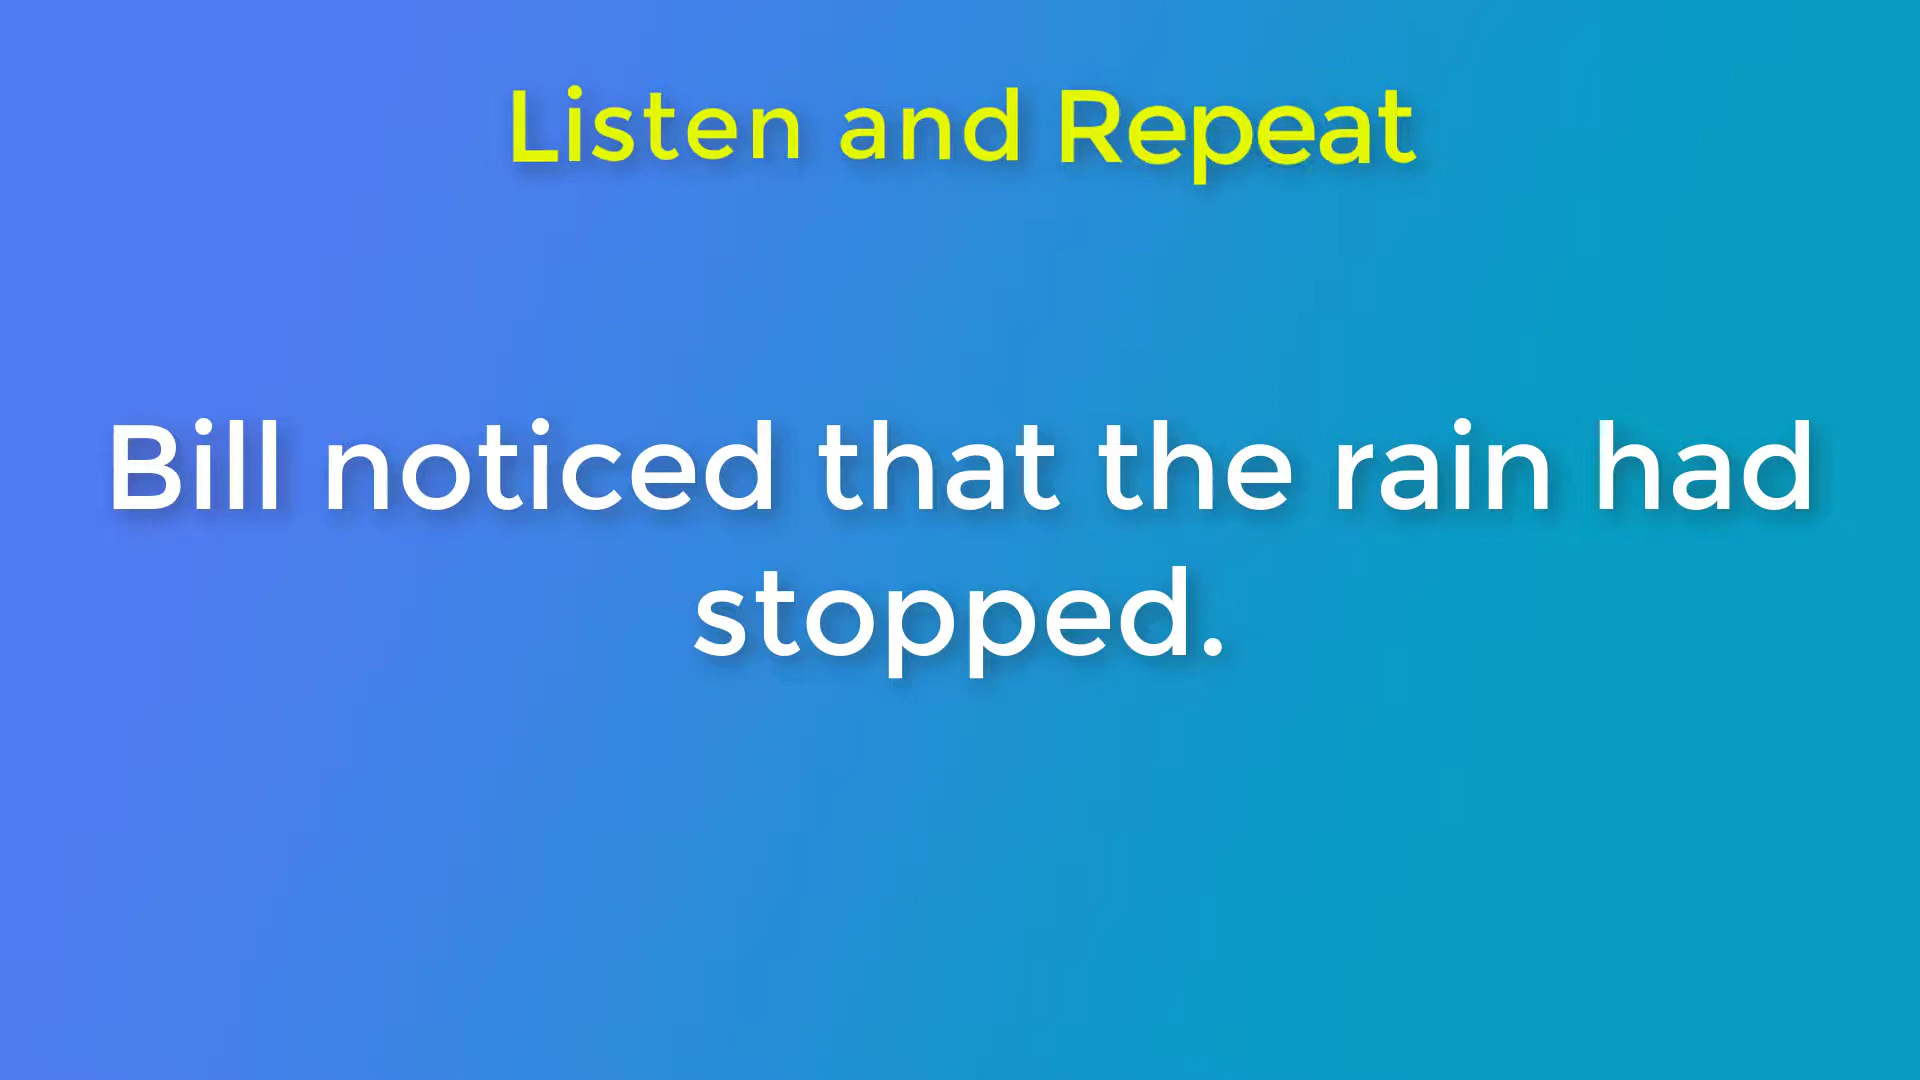 Listen and Repeat
Bill noticed that the rain had
stopped.